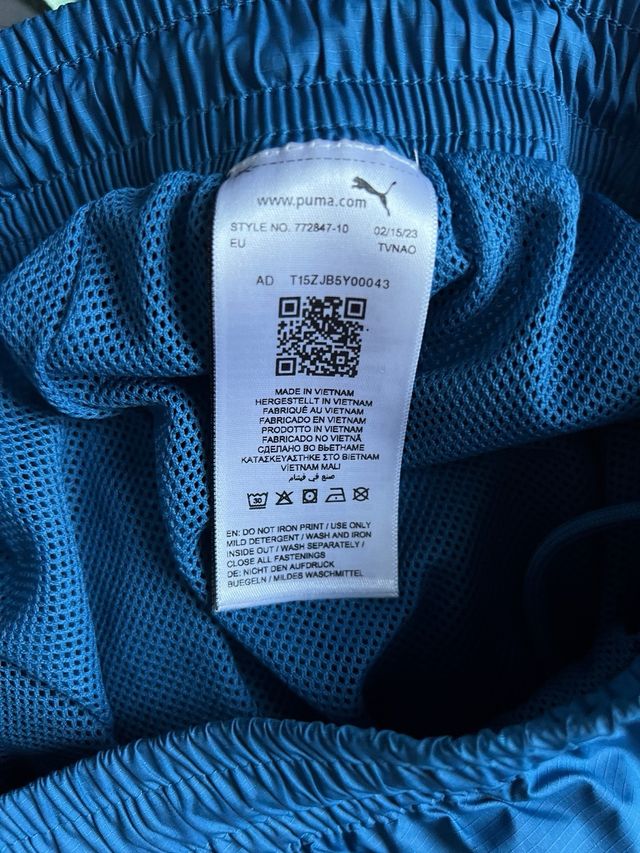 www.puma.com
STYLE NO. 772847-10 02/15/23
EU TVNAO
AD T15ZJB5Y00043
MADE IN VIETNAM
HERGESTELLT IN VIETNAM
FABRIQUÉ AU VIETNAM
FABRICADO EN VIETNAM
PRODOTTO IN VIETNAM
FABRICADO NO VIETNÃ
СДЕЛАНО ВО ВЬЕТНАМЕ
ΚΑΤΑΣΚΕΥΑΣΤΗΚΕ ΣΤΟ ΒΙΕΤΝΑΜ
VİETNAM MALI
صنع في فيتنام
30
EN: DO NOT IRON PRINT / USE ONLY
MILD DETERGENT / WASH AND IRON
INSIDE OUT / WASH SEPARATELY /
CLOSE ALL FASTENINGS
DE: NICHT DEN AUFDRUCK
BUEGELN / MILDES WASCHMITTEL